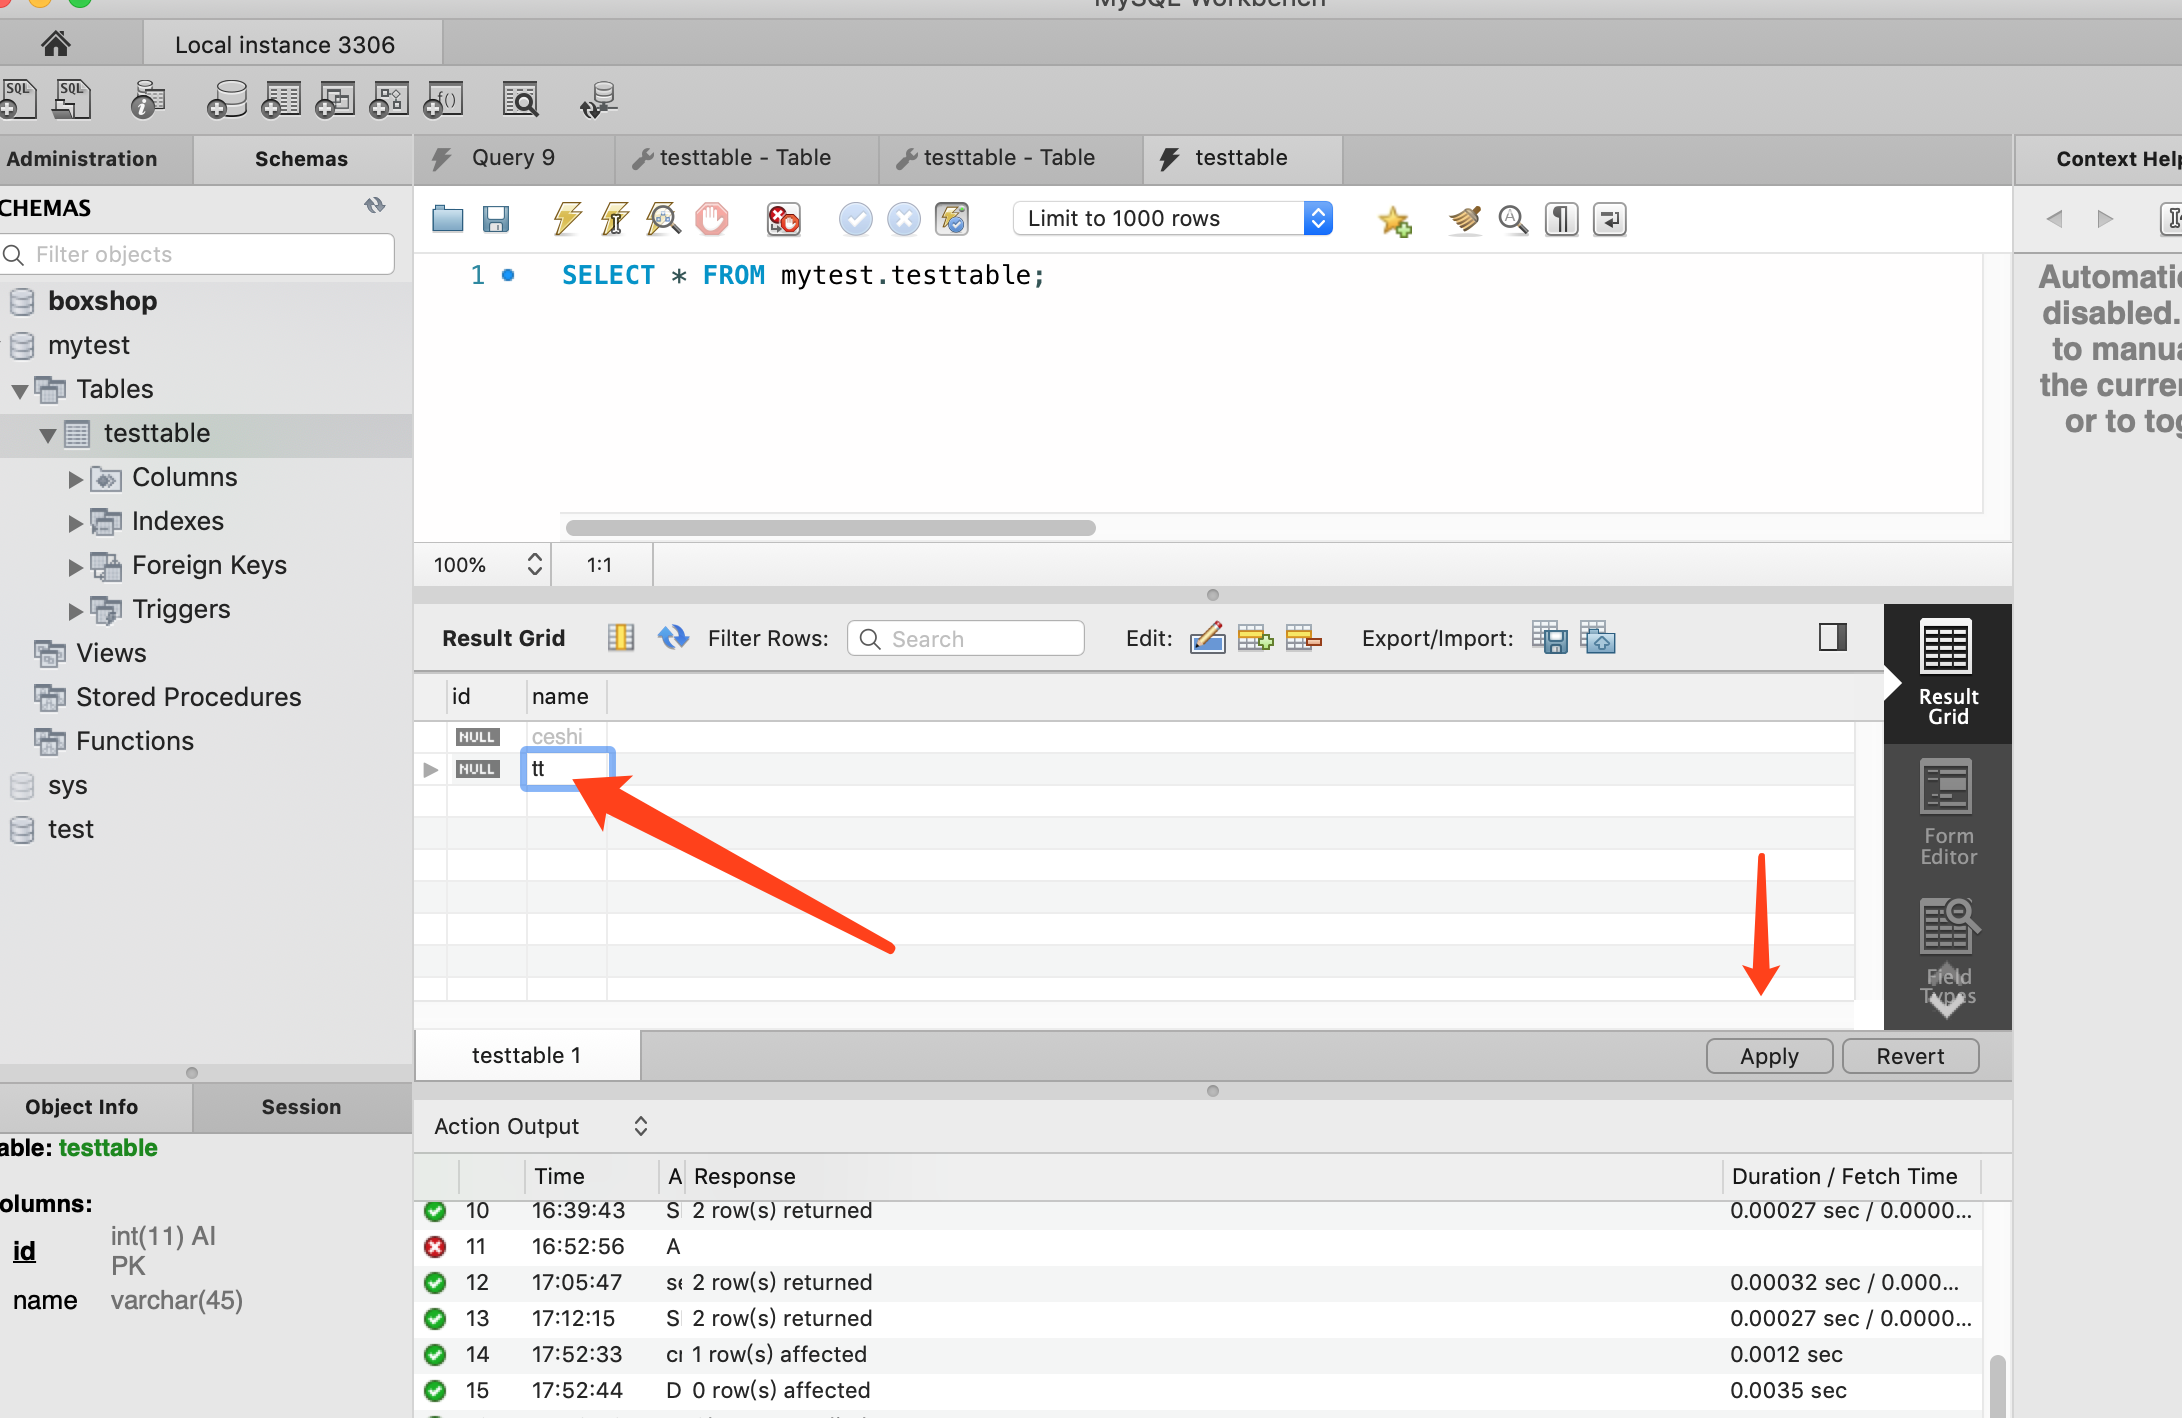 MySQL Workbench
Local instance 3306
Administration
Schemas
CHEMAS
Filter objects
boxshop
mytest
Tables
testtable
Columns
Indexes
Foreign Keys
Triggers
Views
Stored Procedures
Functions
sys
test
Object Info
Session
able: testtable
olumns:
id int(11) AI
PK
name varchar(45)
Query 9
testtable - Table
testtable - Table
testtable
Limit to 1000 rows
1 SELECT * FROM mytest.testtable;
100% 1:1
Result Grid
Filter Rows:
Search
Edit:
Export/Import:
id name
NULL ceshi
NULL tt
Result
Grid
Form
Editor
Field
Types
testtable 1
Apply
Revert
Action Output
Time A Response Duration / Fetch Time
10 16:39:43 S 2 row(s) returned 0.00027 sec / 0.0000...
11 16:52:56 A
12 17:05:47 se 2 row(s) returned 0.00032 sec / 0.000...
13 17:12:15 S 2 row(s) returned 0.00027 sec / 0.0000...
14 17:52:33 cr 1 row(s) affected 0.0012 sec
15 17:52:44 D 0 row(s) affected 0.0035 sec
Context Help
Automatic
disabled.
to manua
the curren
or to tog